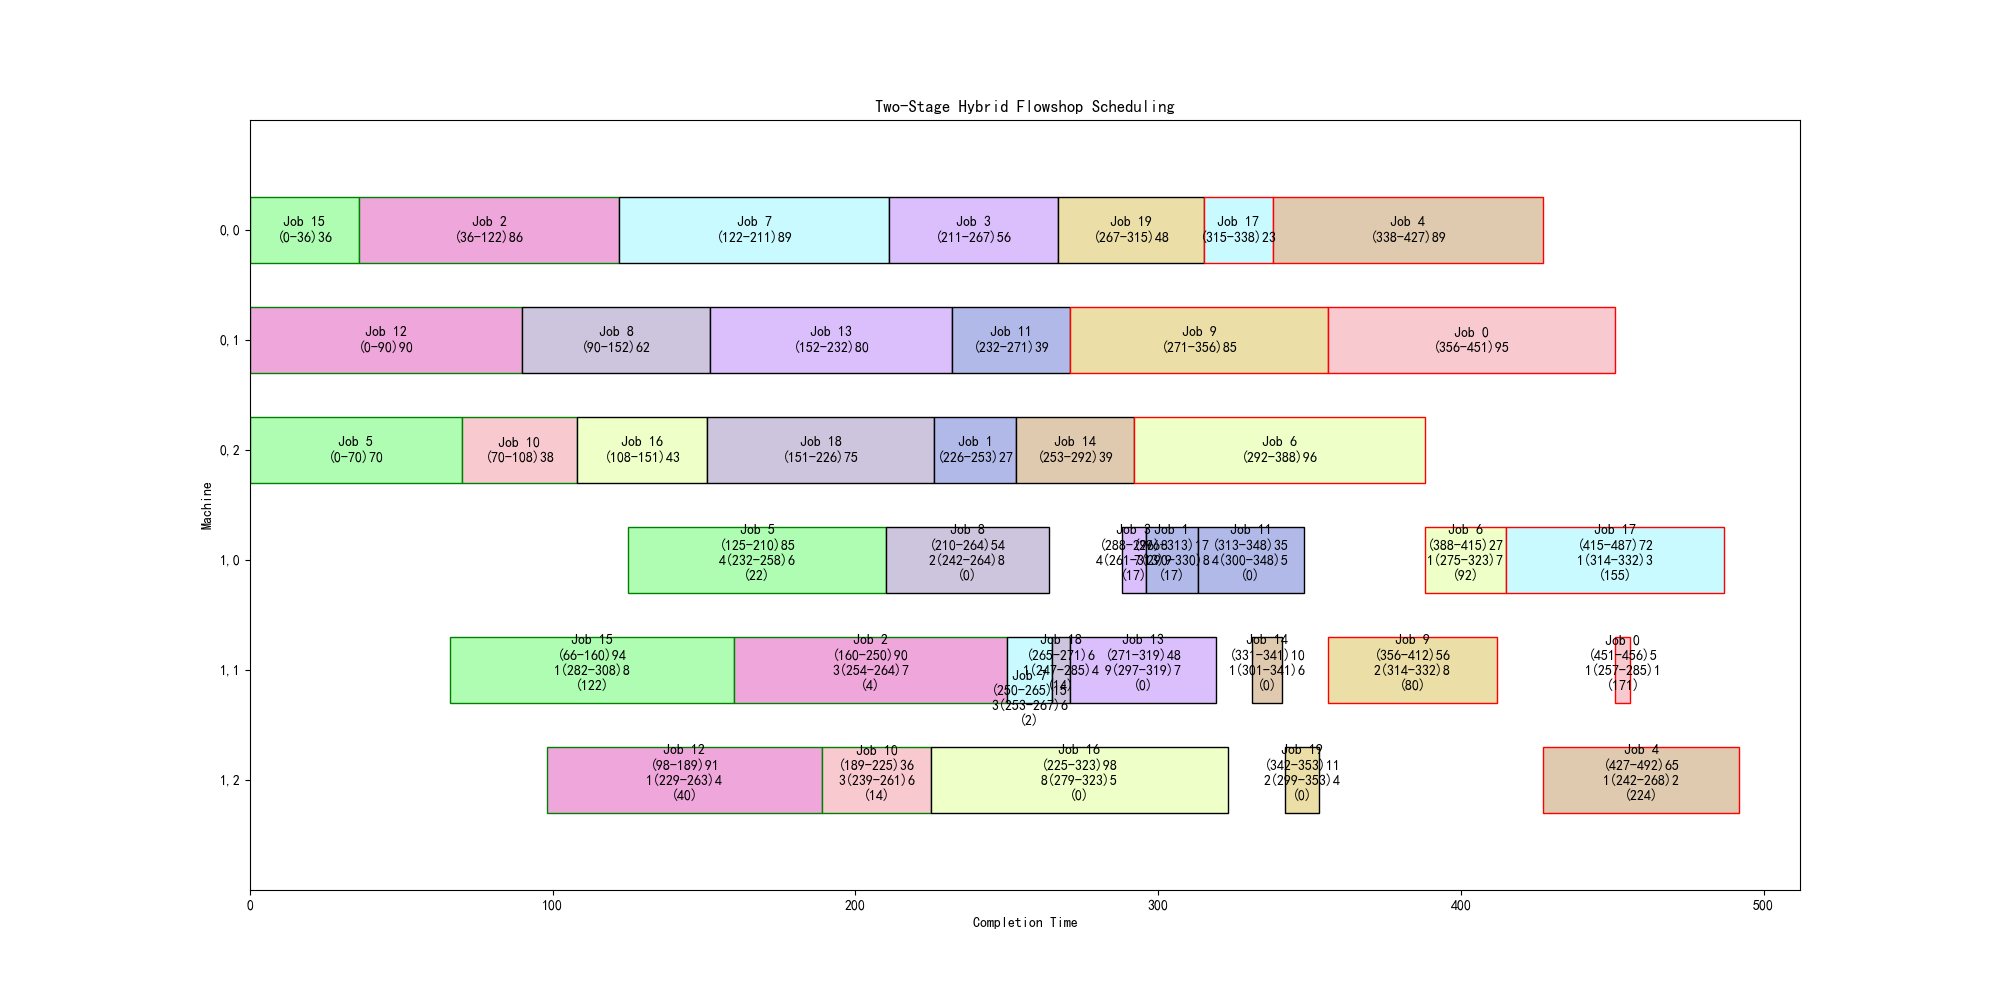 Two-Stage Hybrid Flowshop Scheduling
0,0
Job 15
(0-36)36
Job 2
(36-122)86
Job 7
(122-211)89
Job 3
(211-267)56
Job 19
(267-315)48
Job 17
(315-338)23
Job 4
(338-427)89
0,1
Job 12
(0-90)90
Job 8
(90-152)62
Job 13
(152-232)80
Job 11
(232-271)39
Job 9
(271-356)85
Job 0
(356-451)95
0,2
Job 5
(0-70)70
Job 10
(70-108)38
Job 16
(108-151)43
Job 18
(151-226)75
Job 1
(226-253)27
Job 14
(253-292)39
Job 6
(292-388)96
Machine
1,0
Job 5
(125-210)85
4(232-258)6
(22)
Job 8
(210-264)54
2(242-264)8
(0)
Job 3
(17)
Job 1
(17)
Job 11
(313-348)35
4(300-348)5
(0)
Job 6
(388-415)27
1(275-323)7
(92)
Job 17
(415-487)72
1(314-332)3
(155)
1,1
Job 15
(66-160)94
1(282-308)8
(122)
Job 2
(160-250)90
3(254-264)7
(4)
Job 7
(250-265)15
3(253-267)6
(2)
Job 18
(265-271)6
1(247-285)4
(14)
Job 13
(271-319)48
9(297-319)7
(0)
Job 14
(331-341)10
1(301-341)6
(0)
Job 9
(356-412)56
2(314-332)8
(80)
Job 0
(451-456)5
1(257-285)1
(171)
1,2
Job 12
(98-189)91
1(229-263)4
(40)
Job 10
(189-225)36
3(239-261)6
(14)
Job 16
(225-323)98
8(279-323)5
(0)
Job 19
(342-353)11
2(299-353)4
(0)
Job 4
(427-492)65
1(242-268)2
(224)
0
100
200
300
400
500
Completion Time